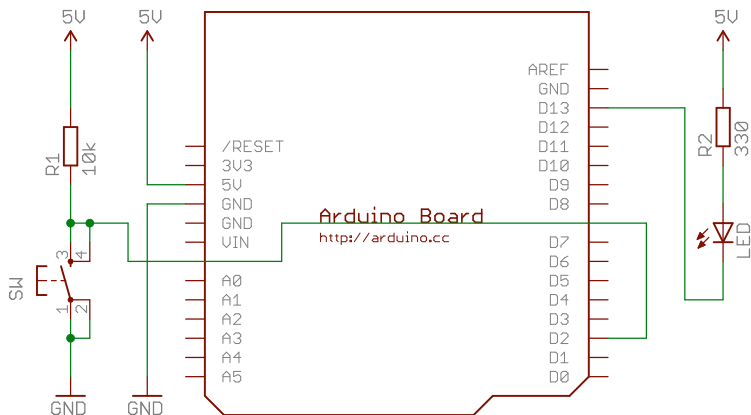 5V
5V
5V
R1
10k
3
4
SW
1
2
GND
GND
/RESET
3V3
5V
GND
GND
VIN
A0
A1
A2
A3
A4
A5
Arduino Board
http://arduino.cc
AREF
GND
D13
D12
D11
D10
D9
D8
D7
D6
D5
D4
D3
D2
D1
D0
R2
330
LED